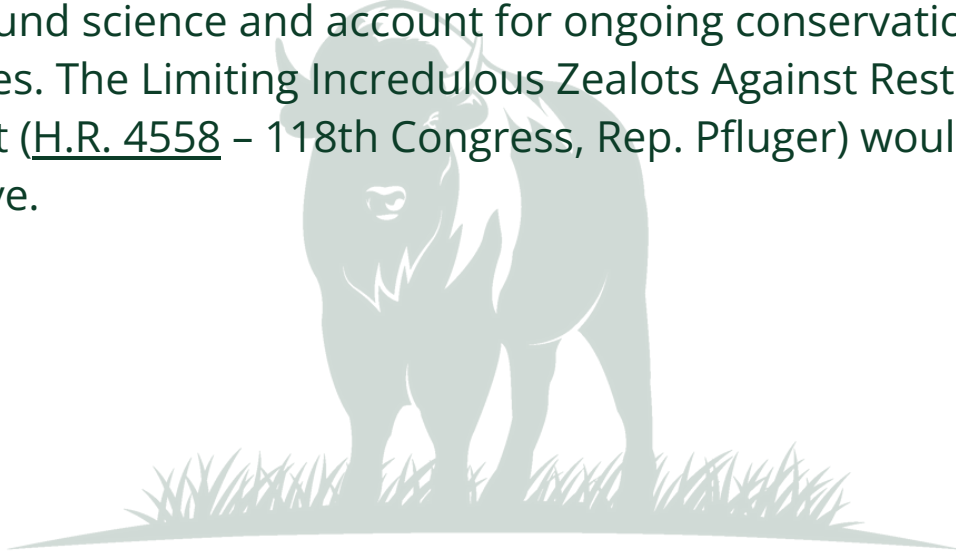 und science and account for ongoing conservatio
es. The Limiting Incredulous Zealots Against Rest
t (H.R. 4558 – 118th Congress, Rep. Pfluger) woul
ve.